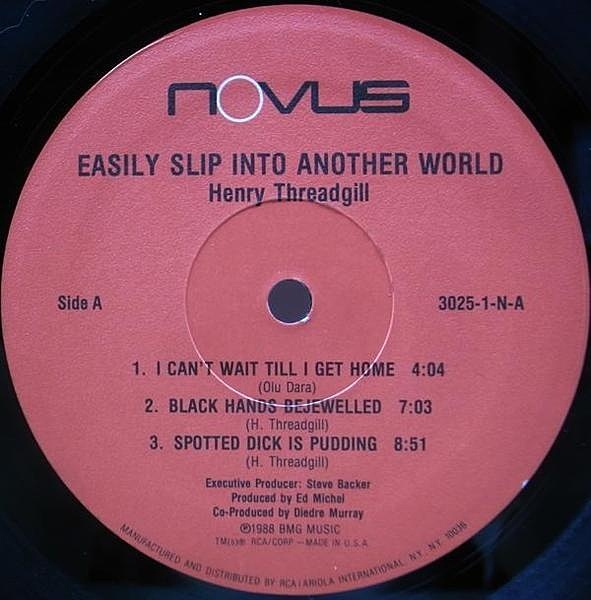 NOVUS
EASILY SLIP INTO ANOTHER WORLD
Henry Threadgill
Side A
3025-1-N-A
1. I CAN'T WAIT TILL I GET HOME 4:04
(Olu Dara)
2. BLACK HANDS BEJEWELLED 7:03
(H. Threadgill)
3. SPOTTED DICK IS PUDDING 8:51
(H. Threadgill)
Executive Producer: Steve Backer
Produced by Ed Michel
Co-Produced by Diedre Murray
℗1988 BMG MUSIC
TM(s)® RCA/CORP — MADE IN U.S.A.
MANUFACTURED AND DISTRIBUTED BY RCA/ARIOLA INTERNATIONAL, N.Y., N.Y. 10036